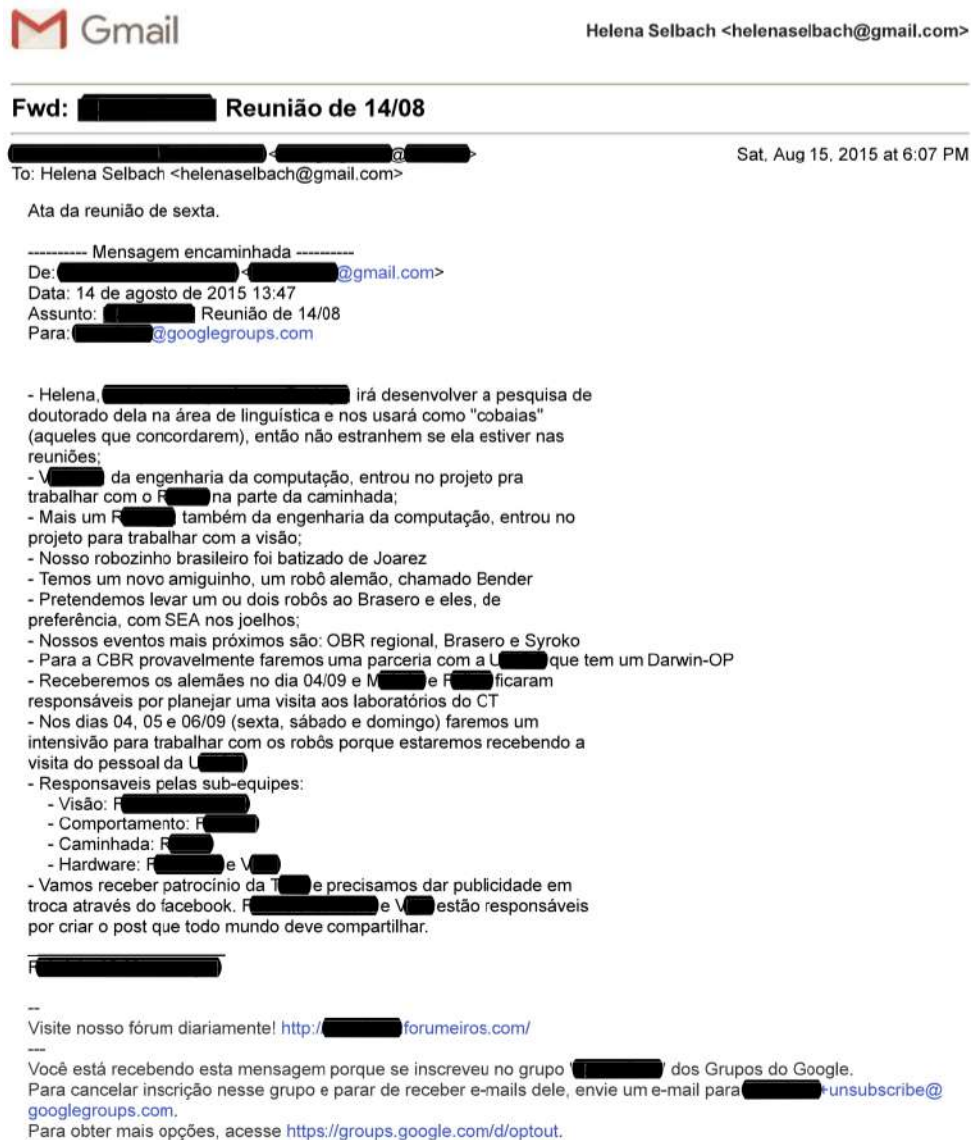 Gmail
Helena Selbach <helenaselbach@gmail.com>
Fwd: Reunião de 14/08
< @ >
Sat, Aug 15, 2015 at 6:07 PM
To: Helena Selbach <helenaselbach@gmail.com>
Ata da reunião de sexta.
---------- Mensagem encaminhada ----------
De: < @gmail.com>
Data: 14 de agosto de 2015 13:47
Assunto: Reunião de 14/08
Para: @googlegroups.com
- Helena, irá desenvolver a pesquisa de
doutorado dela na área de linguística e nos usará como "cobaias"
(aqueles que concordarem), então não estranhem se ela estiver nas
reuniões;
- V da engenharia da computação, entrou no projeto pra
trabalhar com o R na parte da caminhada;
- Mais um R também da engenharia da computação, entrou no
projeto para trabalhar com a visão;
- Nosso robozinho brasileiro foi batizado de Joarez
- Temos um novo amiguinho, um robô alemão, chamado Bender
- Pretendemos levar um ou dois robôs ao Brasero e eles, de
preferência, com SEA nos joelhos;
- Nossos eventos mais próximos são: OBR regional, Brasero e Syroko
- Para a CBR provavelmente faremos uma parceria com a U que tem um Darwin-OP
- Receberemos os alemães no dia 04/09 e M e F ficaram
responsáveis por planejar uma visita aos laboratórios do CT
- Nos dias 04, 05 e 06/09 (sexta, sábado e domingo) faremos um
intensivão para trabalhar com os robôs porque estaremos recebendo a
visita do pessoal da U
- Responsaveis pelas sub-equipes:
- Visão:
- Comportamento:
- Caminhada: R
- Hardware: e V
- Vamos receber patrocínio da T e precisamos dar publicidade em
troca através do facebook. e V estão responsáveis
por criar o post que todo mundo deve compartilhar.
--
Visite nosso fórum diariamente! http:// forumeiros.com/
---
Você está recebendo esta mensagem porque se inscreveu no grupo " " dos Grupos do Google.
Para cancelar inscrição nesse grupo e parar de receber e-mails dele, envie um e-mail para +unsubscribe@
googlegroups.com.
Para obter mais opções, acesse https://groups.google.com/d/optout.